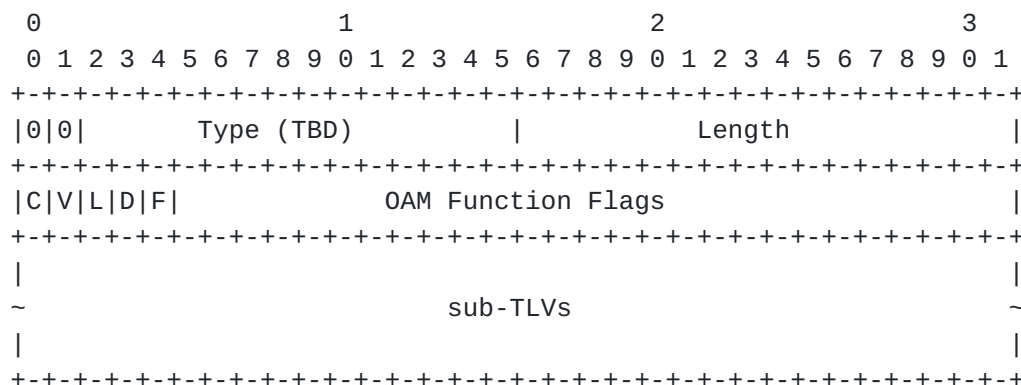 0                   1                   2                   3
 0 1 2 3 4 5 6 7 8 9 0 1 2 3 4 5 6 7 8 9 0 1 2 3 4 5 6 7 8 9 0 1
+-+-+-+-+-+-+-+-+-+-+-+-+-+-+-+-+-+-+-+-+-+-+-+-+-+-+-+-+-+-+-+-+
|0|0|       Type (TBD)          |           Length              |
+-+-+-+-+-+-+-+-+-+-+-+-+-+-+-+-+-+-+-+-+-+-+-+-+-+-+-+-+-+-+-+-+
|C|V|L|D|F|             OAM Function Flags                      |
+-+-+-+-+-+-+-+-+-+-+-+-+-+-+-+-+-+-+-+-+-+-+-+-+-+-+-+-+-+-+-+-+
|                                                               |
~                           sub-TLVs                            ~
|                                                               |
+-+-+-+-+-+-+-+-+-+-+-+-+-+-+-+-+-+-+-+-+-+-+-+-+-+-+-+-+-+-+-+-+